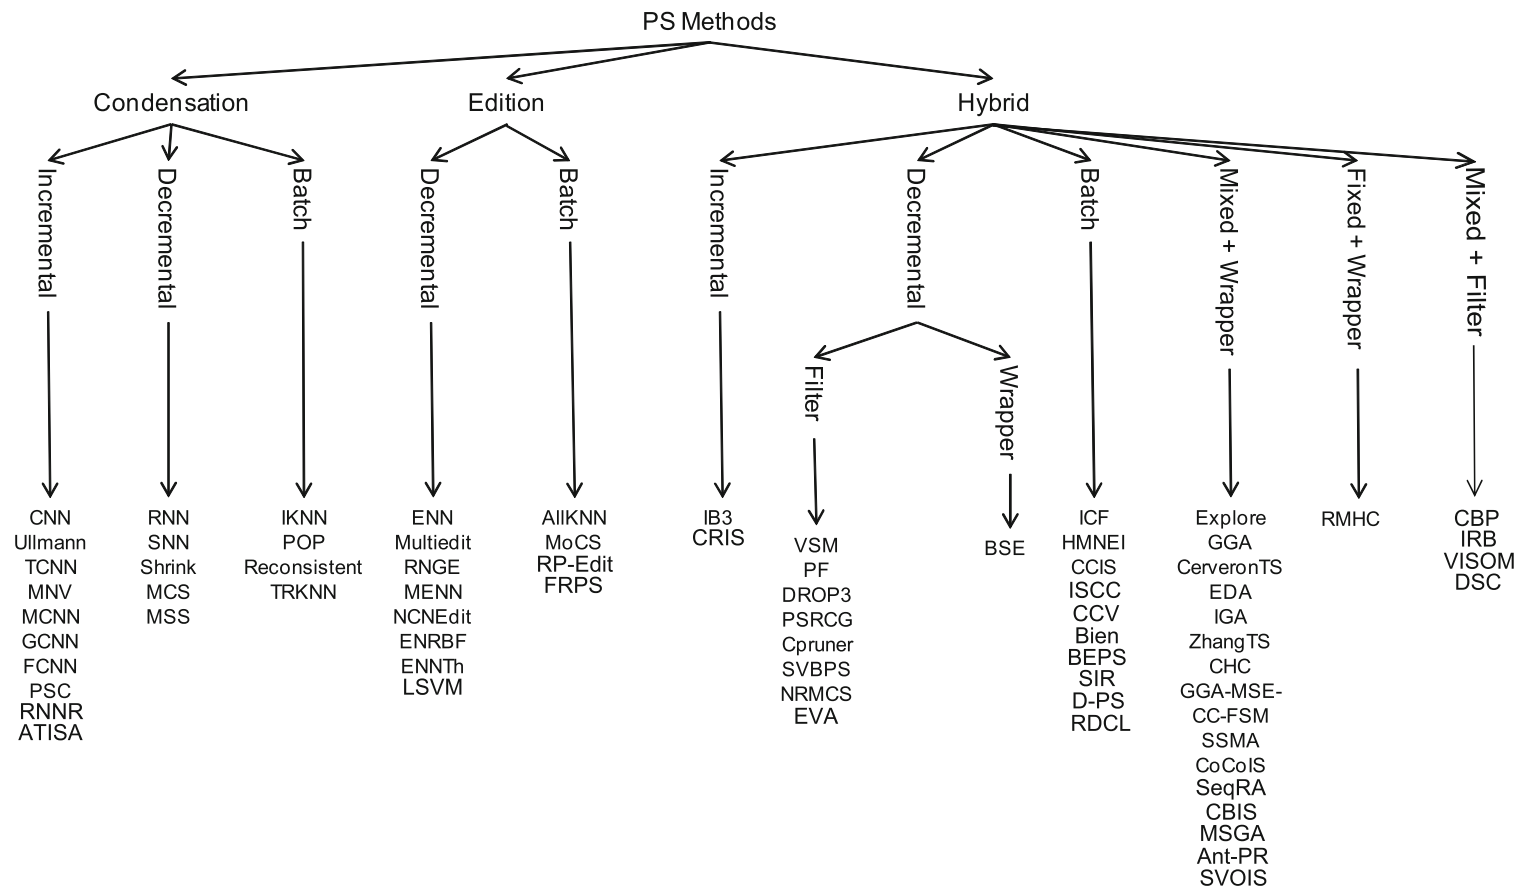 PS Methods
Condensation
Edition
Hybrid
Incremental
Decremental
Batch
Decremental
Batch
Incremental
Decremental
Batch
Mixed + Wrapper
Fixed + Wrapper
Mixed + Filter
Filter
Wrapper
CNN
Ullmann
TCNN
MNV
MCNN
GCNN
FCNN
PSC
RNNR
ATISA
RNN
SNN
Shrink
MCS
MSS
IKNN
POP
Reconsistent
TRKNN
ENN
Multiedit
RNGE
MENN
NCNEdit
ENRBF
ENNTh
LSVM
AllKNN
MoCS
RP-Edit
FRPS
IB3
CRIS
VSM
PF
DROP3
PSRCG
Cpruner
SVBPS
NRMCS
EVA
BSE
ICF
HMNEI
CCIS
ISCC
CCV
Bien
BEPS
SIR
D-PS
RDCL
Explore
GGA
CerveronTS
EDA
IGA
ZhangTS
CHC
GGA-MSE-
CC-FSM
SSMA
CoCoIS
SeqRA
CBIS
MSGA
Ant-PR
SVOIS
RMHC
CBP
IRB
VISOM
DSC